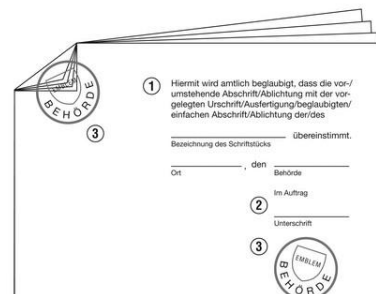 EMBLEM
BEHÖRDE
3
1
Hiermit wird amtlich beglaubigt, dass die vor-/
umstehende Abschrift/Ablichtung mit der vor-
gelegten Urschrift/Ausfertigung/beglaubigten/
einfachen Abschrift/Ablichtung der/des
übereinstimmt.
Bezeichnung des Schriftstücks
, den
Ort Behörde
Im Auftrag
2
Unterschrift
3
EMBLEM
BEHÖRDE